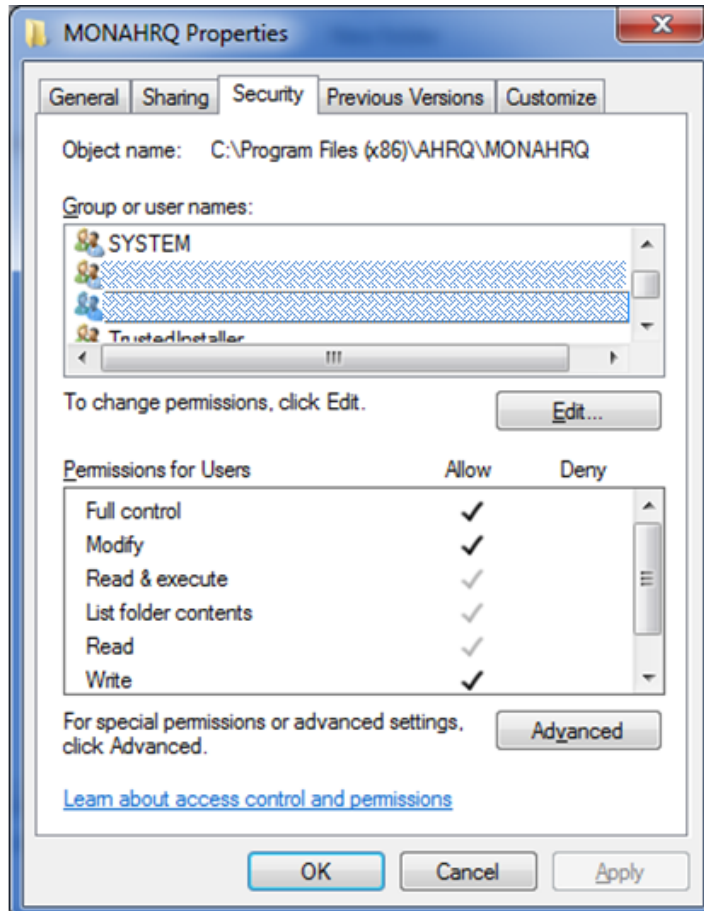 MONAHRQ Properties
General Sharing Security Previous Versions Customize
Object name: C:\Program Files (x86)\AHRQ\MONAHRQ
Group or user names:
SYSTEM
TrustedInstaller
To change permissions, click Edit.
Edit...
Permissions for Users Allow Deny
Full control
Modify
Read & execute
List folder contents
Read
Write
For special permissions or advanced settings,
click Advanced.
Advanced
Learn about access control and permissions
OK Cancel Apply